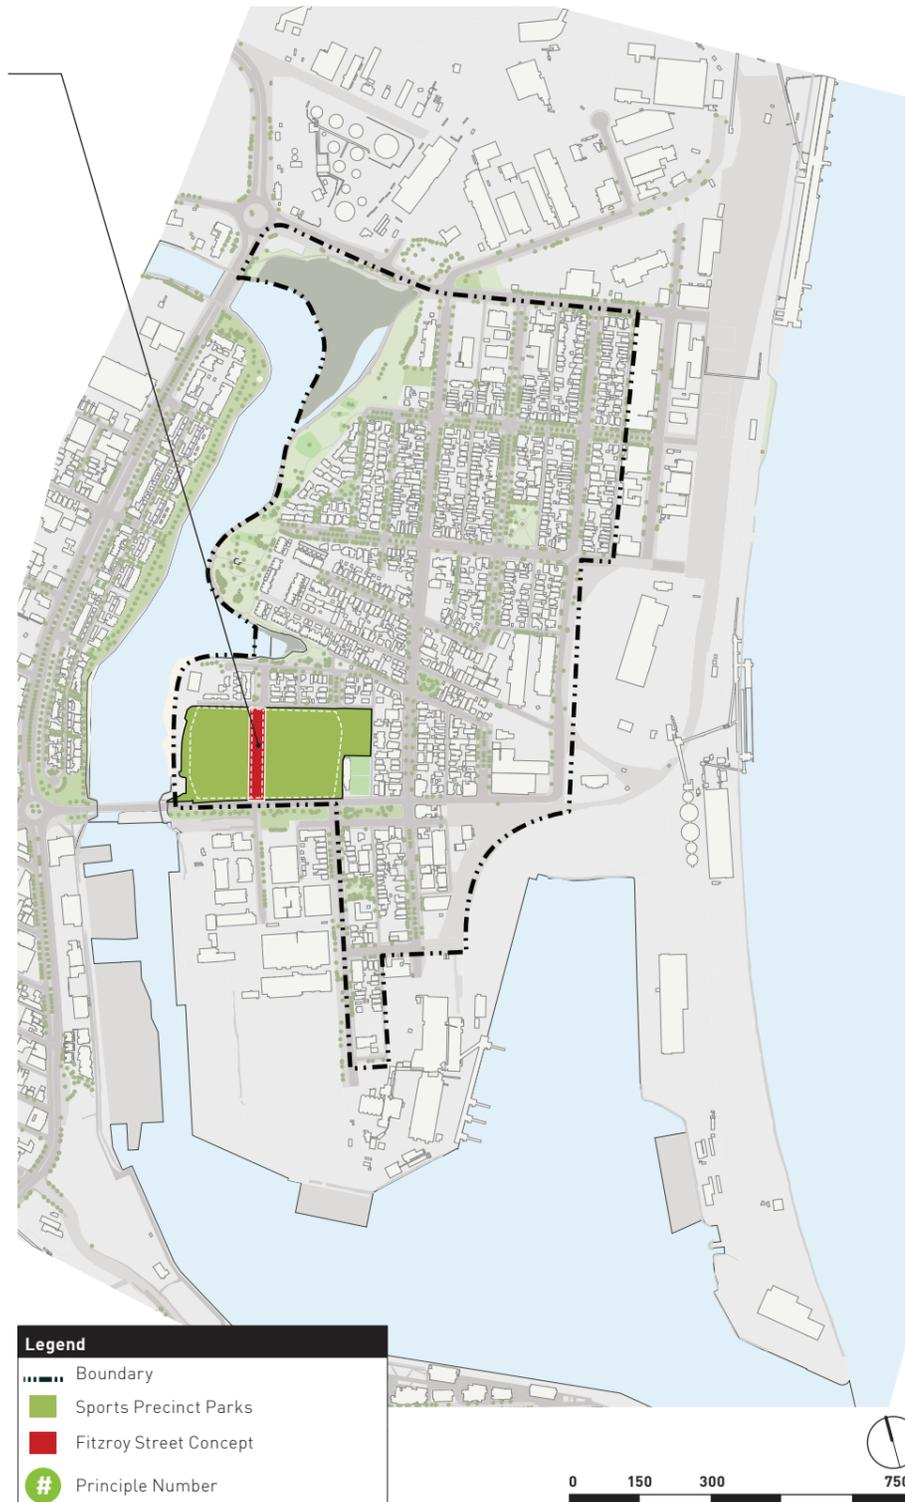 Legend
Boundary
Sports Precinct Parks
Fitzroy Street Concept
# Principle Number
0 150 300 750